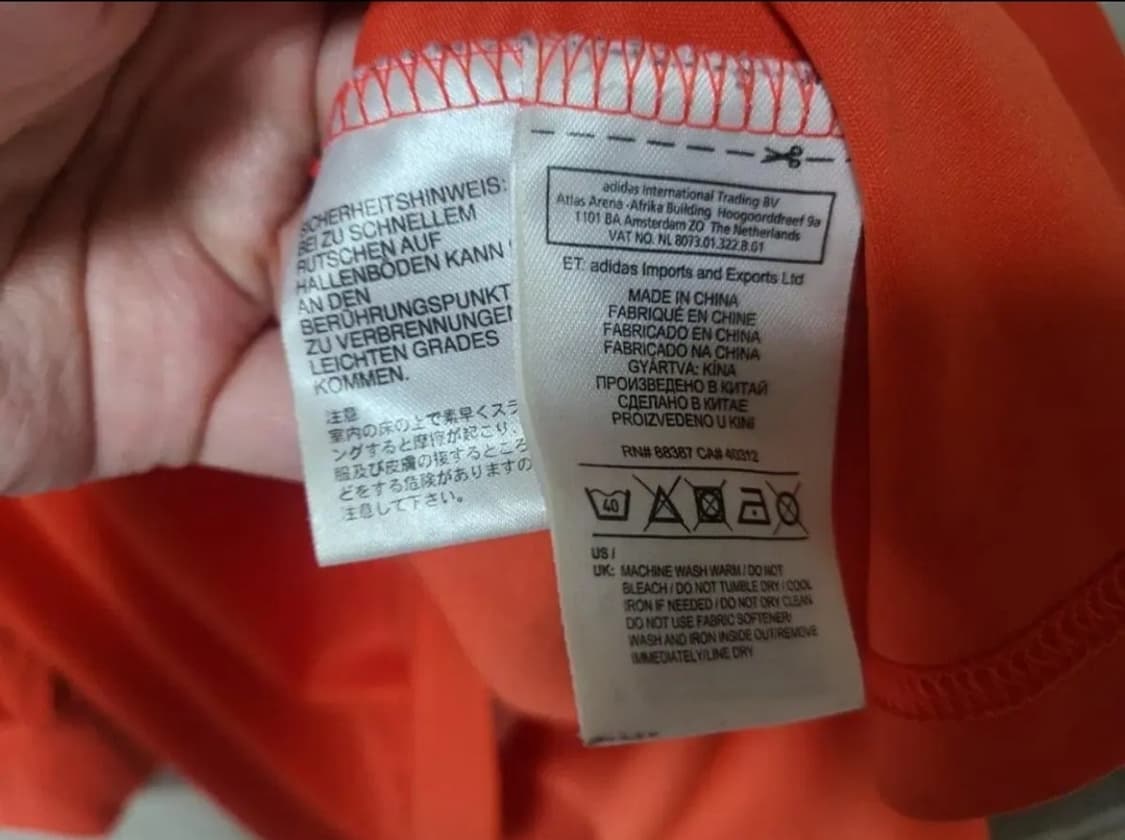 SICHERHEITSHINWEIS:
BEI ZU SCHNELLEM
RUTSCHEN AUF
HALLENBÖDEN KANN
AN DEN
BERÜHRUNGSPUNKT
ZU VERBRENNUNGEN
LEICHTEN GRADES
KOMMEN.
注意
室内の床の上で素早くスラ
ングすると摩擦が起こり、
服及び皮膚の接するところ
どをする危険がありますの
注意して下さい。
adidas International Trading BV
Atlas Arena -Afrika Building Hoogoorddreef 9a
1101 BA Amsterdam ZO The Netherlands
VAT NO. NL 8073.01.322.B.01
ET: adidas Imports and Exports Ltd
MADE IN CHINA
FABRIQUÉ EN CHINE
FABRICADO EN CHINA
FABRICADO NA CHINA
GYÁRTVA: KÍNA
ПРОИЗВЕДЕНО В КИТАЙ
СДЕЛАНО В КИТАЕ
PROIZVEDENO U KINI
RN# 88387 CA# 40312
40
US /
UK: MACHINE WASH WARM / DO NOT
BLEACH / DO NOT TUMBLE DRY / COOL
IRON IF NEEDED / DO NOT DRY CLEAN
DO NOT USE FABRIC SOFTENER/
WASH AND IRON INSIDE OUT/REMOVE
IMMEDIATELY/LINE DRY